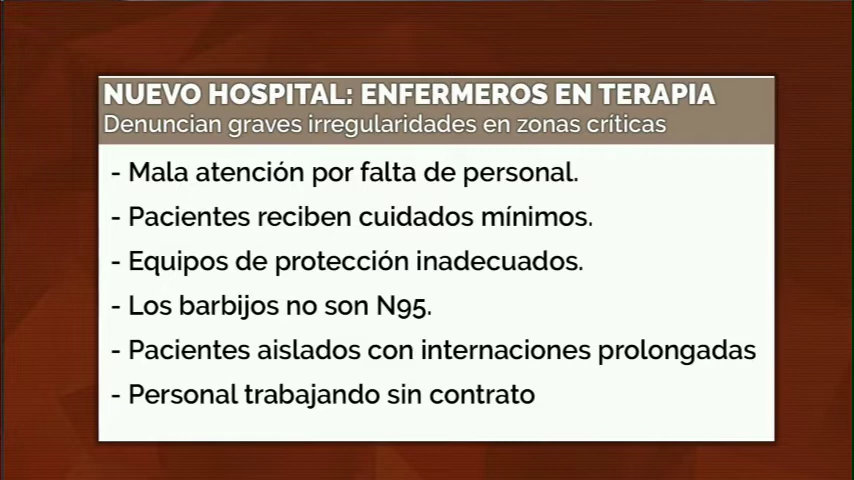 NUEVO HOSPITAL: ENFERMEROS EN TERAPIA
Denuncian graves irregularidades en zonas críticas
- Mala atención por falta de personal.
- Pacientes reciben cuidados mínimos.
- Equipos de protección inadecuados.
- Los barbijos no son N95.
- Pacientes aislados con internaciones prolongadas
- Personal trabajando sin contrato